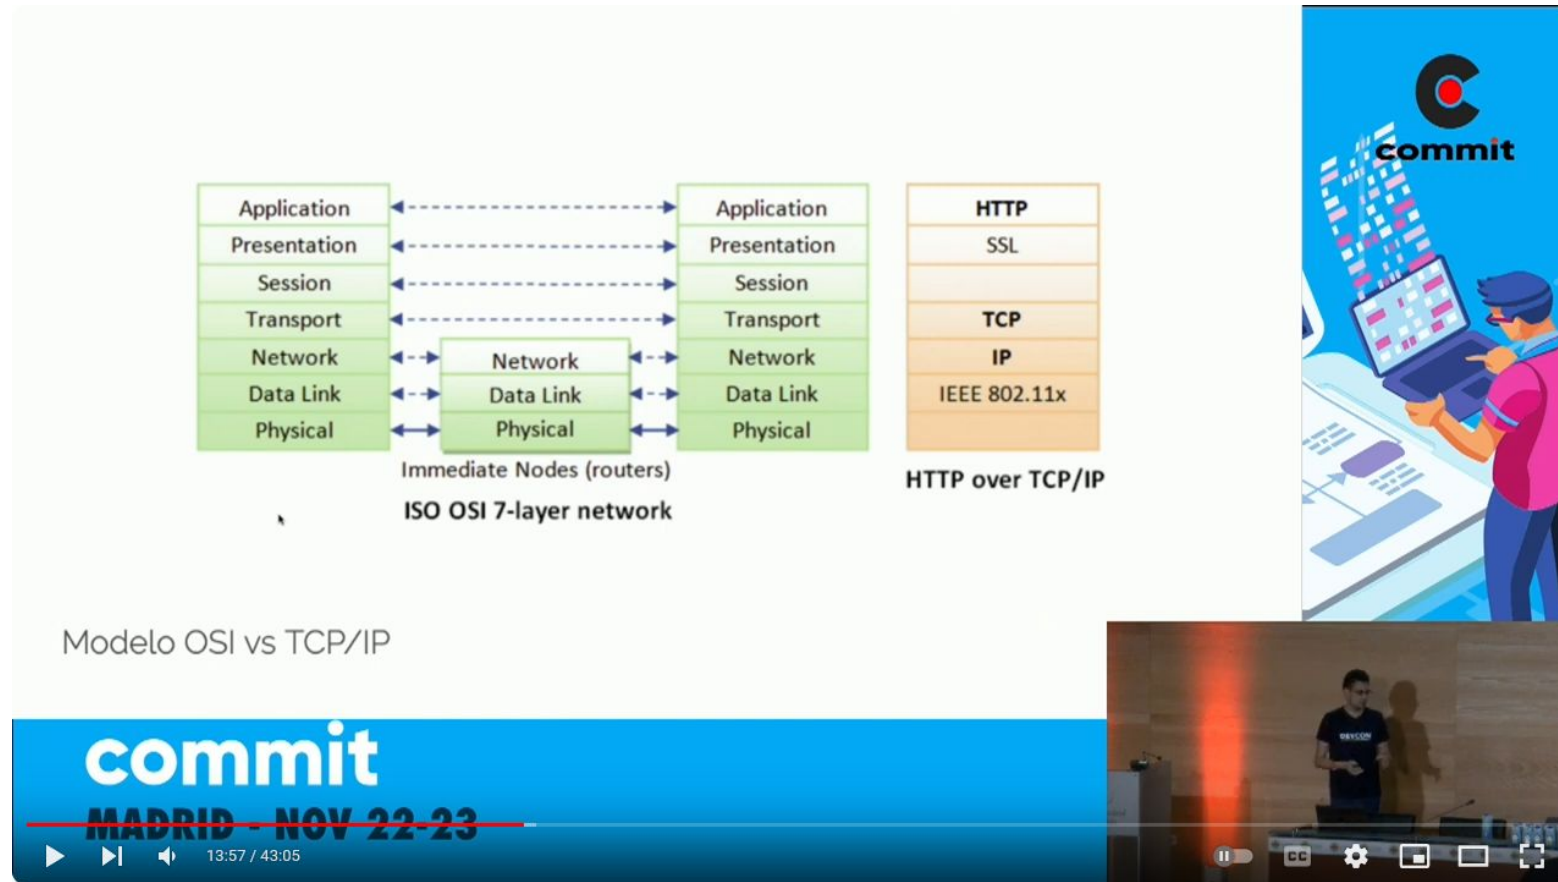 commit
Application
Application
HTTP
Presentation
Presentation
SSL
Session
Session
Transport
Transport
TCP
Network
Network
Network
IP
Data Link
Data Link
Data Link
IEEE 802.11x
Physical
Physical
Physical
Immediate Nodes (routers)
HTTP over TCP/IP
ISO OSI 7-layer network
Modelo OSI vs TCP/IP
commit
DEVCON
MADRID - NOV 22-23
13:57 / 43:05
CC